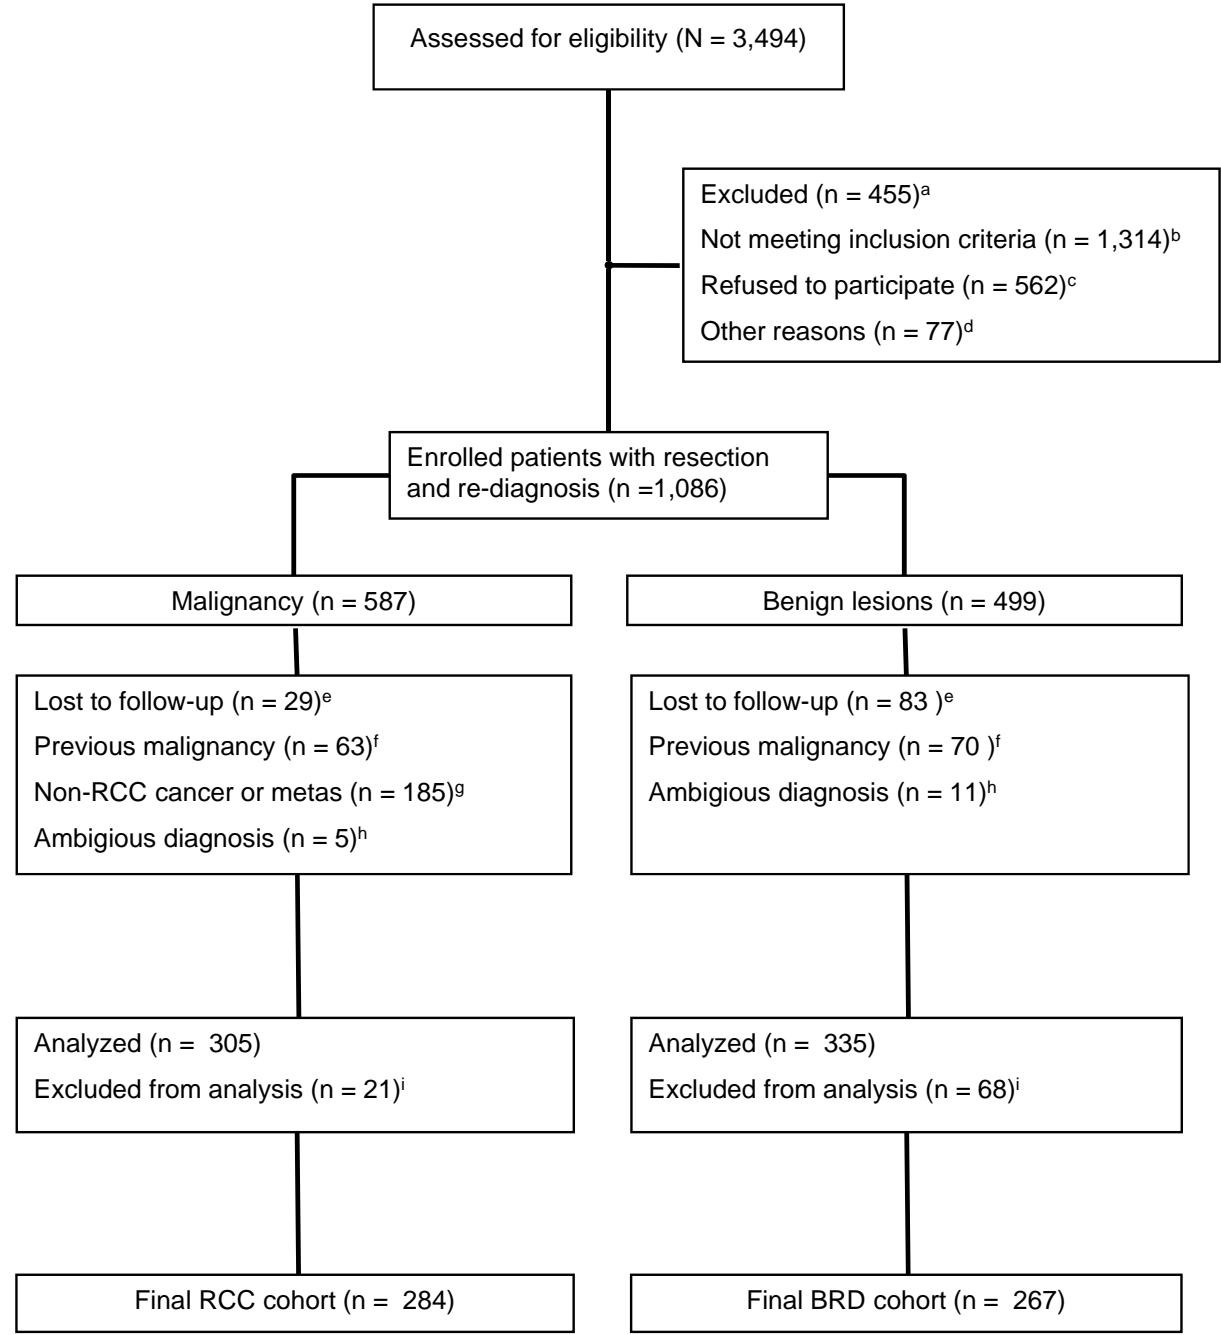 Assessed for eligibility (N = 3,494)
Excluded (n = 455)ᵃ
Not meeting inclusion criteria (n = 1,314)ᵇ
Refused to participate (n = 562)ᶜ
Other reasons (n = 77)ᵈ
Enrolled patients with resection
and re-diagnosis (n =1,086)
Malignancy (n = 587)
Benign lesions (n = 499)
Lost to follow-up (n = 29)ᵉ
Previous malignancy (n = 63)ᶠ
Non-RCC cancer or metas (n = 185)ᵍ
Ambigious diagnosis (n = 5)ʰ
Lost to follow-up (n = 83 )ᵉ
Previous malignancy (n = 70 )ᶠ
Ambigious diagnosis (n = 11)ʰ
Analyzed (n =  305)
Excluded from analysis (n = 21)ⁱ
Analyzed (n =  335)
Excluded from analysis (n = 68)ⁱ
Final RCC cohort (n =  284)
Final BRD cohort (n =  267)